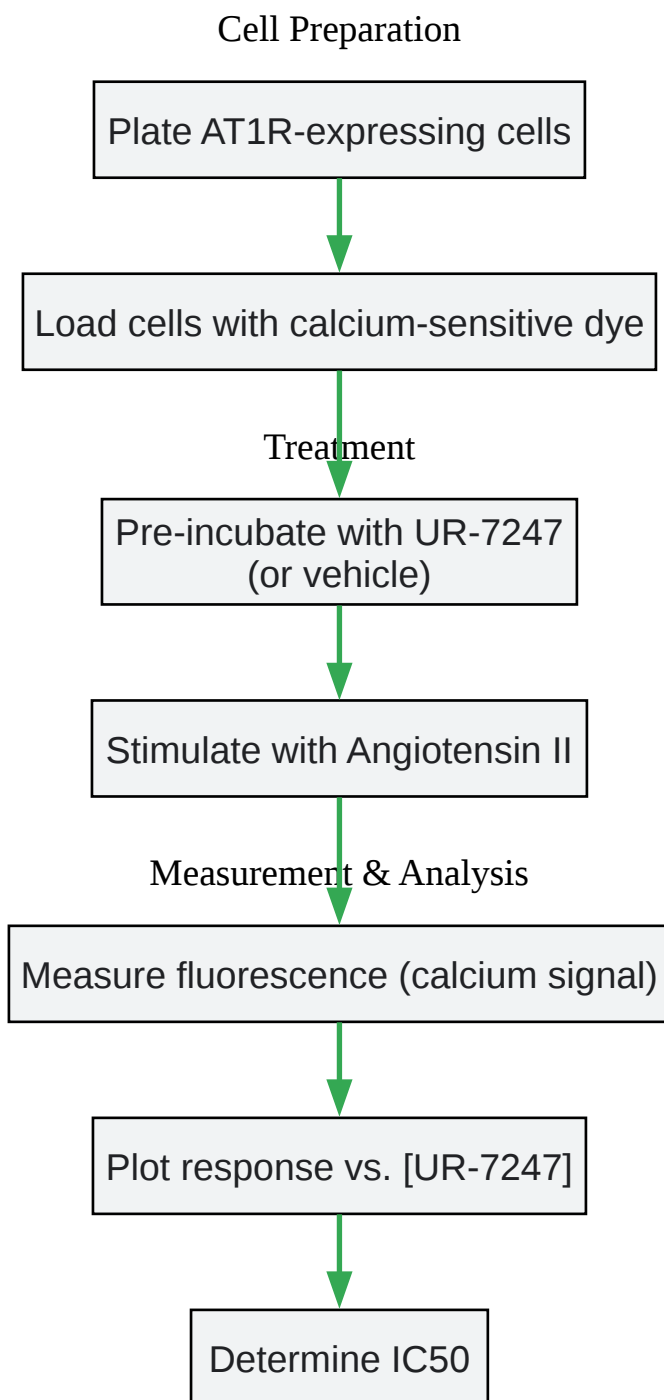 Cell Preparation
Plate AT1R-expressing cells
Load cells with calcium-sensitive dye
Treatment
Pre-incubate with UR-7247
(or vehicle)
Stimulate with Angiotensin II
Measurement & Analysis
Measure fluorescence (calcium signal)
Plot response vs. [UR-7247]
Determine IC50